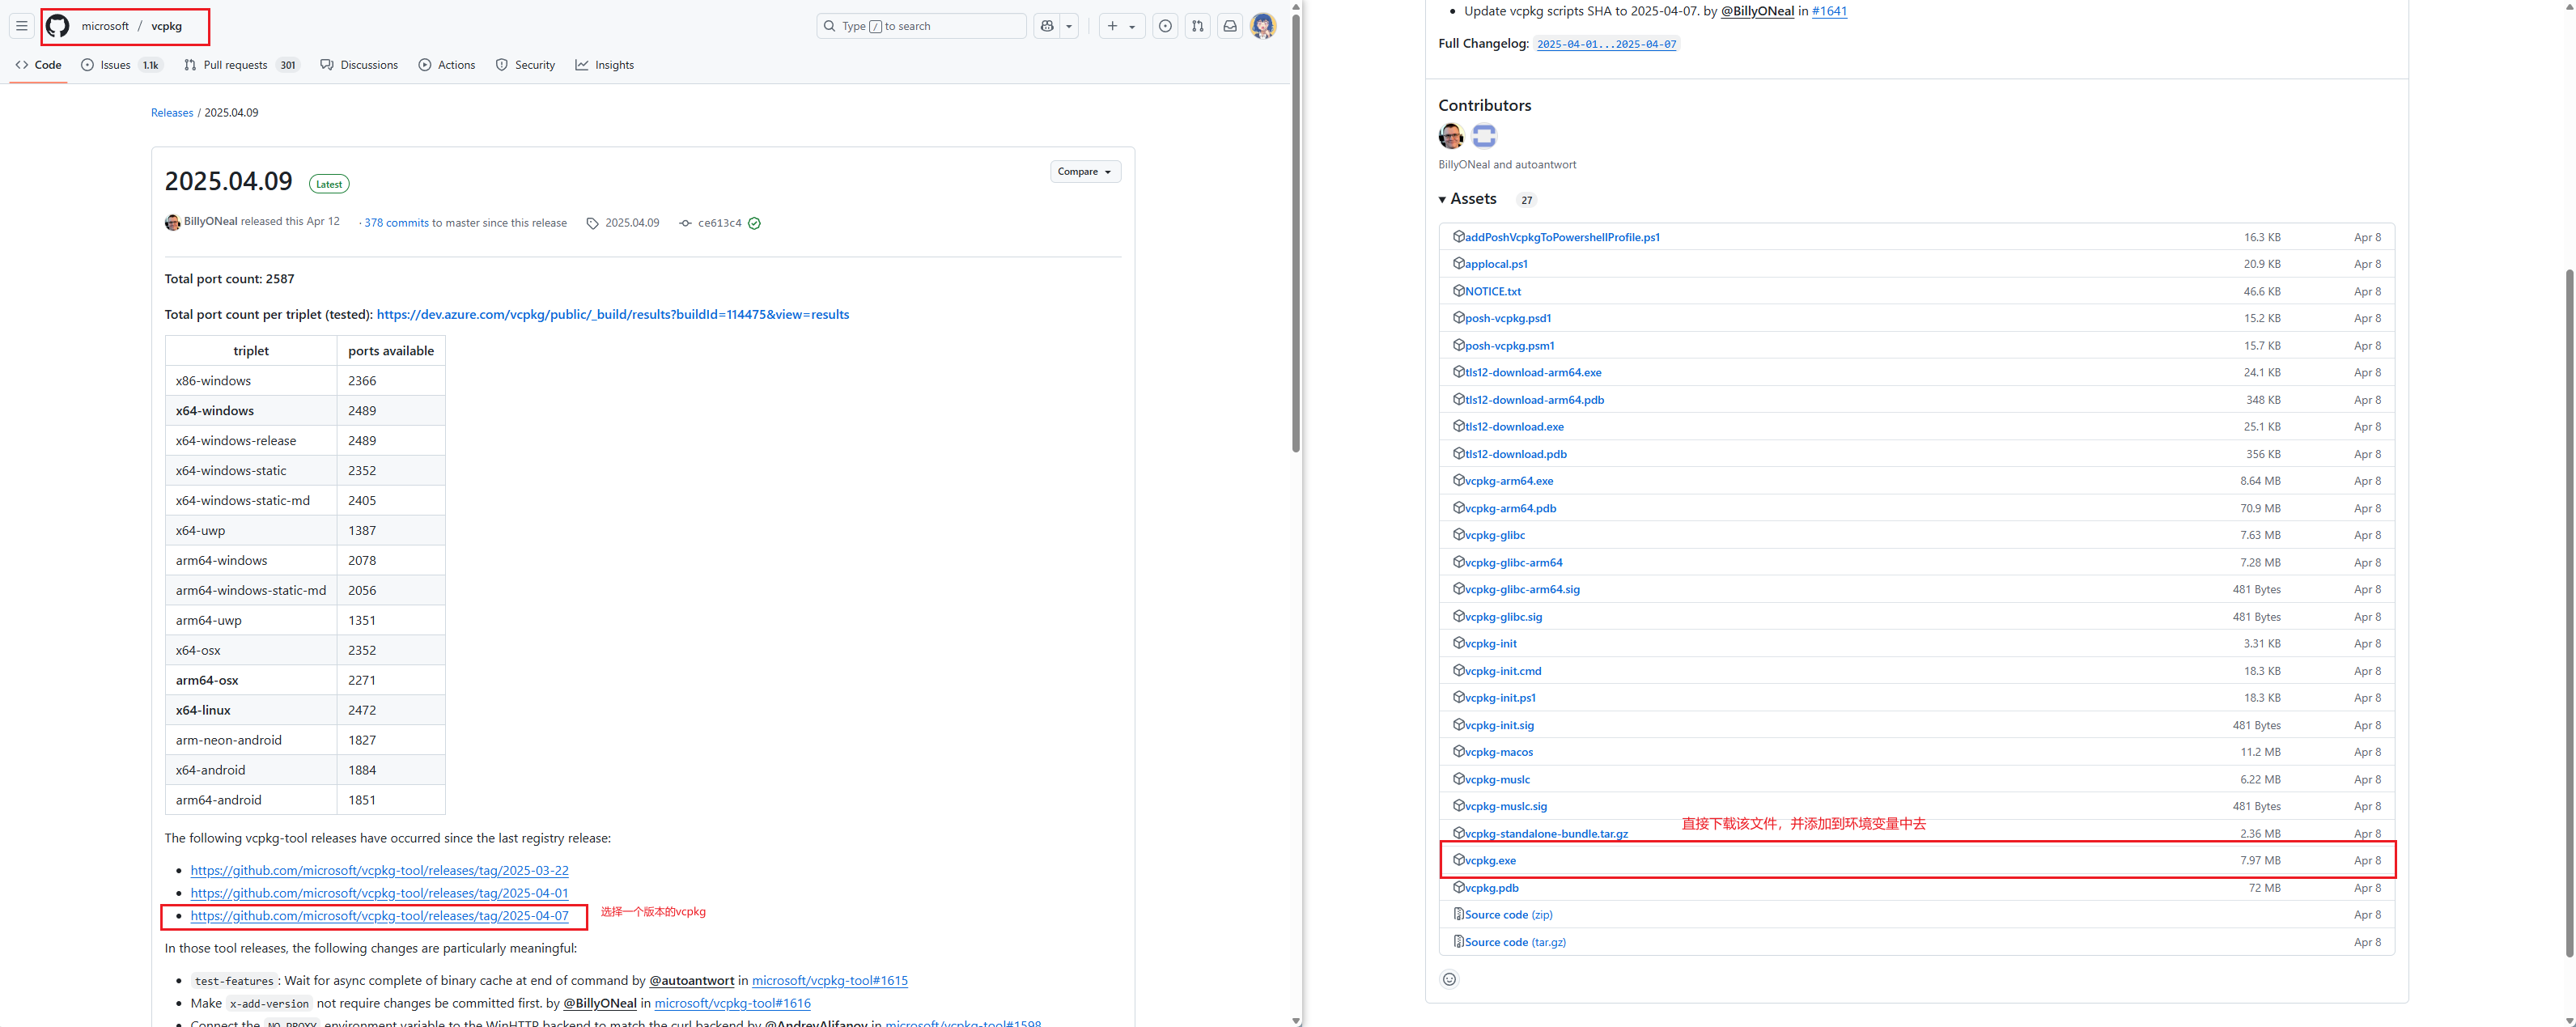 microsoft / vcpkg
Type / to search
Code
Issues 1.1k
Pull requests 301
Discussions
Actions
Security
Insights
Releases / 2025.04.09
2025.04.09 Latest
Compare
BillyONeal released this Apr 12 · 378 commits to master since this release 2025.04.09 ce613c4
Total port count: 2587
Total port count per triplet (tested): https://dev.azure.com/vcpkg/public/_build/results?buildId=114475&view=results
triplet ports available
x86-windows 2366
x64-windows 2489
x64-windows-release 2489
x64-windows-static 2352
x64-windows-static-md 2405
x64-uwp 1387
arm64-windows 2078
arm64-windows-static-md 2056
arm64-uwp 1351
x64-osx 2352
arm64-osx 2271
x64-linux 2472
arm-neon-android 1827
x64-android 1884
arm64-android 1851
The following vcpkg-tool releases have occurred since the last registry release:
• https://github.com/microsoft/vcpkg-tool/releases/tag/2025-03-22
• https://github.com/microsoft/vcpkg-tool/releases/tag/2025-04-01
• https://github.com/microsoft/vcpkg-tool/releases/tag/2025-04-07
选择一个版本的vcpkg
In those tool releases, the following changes are particularly meaningful:
• test-features: Wait for async complete of binary cache at end of command by @autoantwort in microsoft/vcpkg-tool#1615
• Make x-add-version not require changes be committed first. by @BillyONeal in microsoft/vcpkg-tool#1616
• Connect the NO_PROXY environment variable to the WinHTTP backend to match the curl backend by @AndreyAlifanov in microsoft/vcpkg-tool#1598
• Update vcpkg scripts SHA to 2025-04-07. by @BillyONeal in #1641
Full Changelog: 2025-04-01...2025-04-07
Contributors
BillyONeal and autoantwort
Assets 27
addPoshVcpkgToPowershellProfile.ps1 16.3 KB Apr 8
applocal.ps1 20.9 KB Apr 8
NOTICE.txt 46.6 KB Apr 8
posh-vcpkg.psd1 15.2 KB Apr 8
posh-vcpkg.psm1 15.7 KB Apr 8
tls12-download-arm64.exe 24.1 KB Apr 8
tls12-download-arm64.pdb 348 KB Apr 8
tls12-download.exe 25.1 KB Apr 8
tls12-download.pdb 356 KB Apr 8
vcpkg-arm64.exe 8.64 MB Apr 8
vcpkg-arm64.pdb 70.9 MB Apr 8
vcpkg-glibc 7.63 MB Apr 8
vcpkg-glibc-arm64 7.28 MB Apr 8
vcpkg-glibc-arm64.sig 481 Bytes Apr 8
vcpkg-glibc.sig 481 Bytes Apr 8
vcpkg-init 3.31 KB Apr 8
vcpkg-init.cmd 18.3 KB Apr 8
vcpkg-init.ps1 18.3 KB Apr 8
vcpkg-init.sig 481 Bytes Apr 8
vcpkg-macos 11.2 MB Apr 8
vcpkg-muslc 6.22 MB Apr 8
vcpkg-muslc.sig 481 Bytes Apr 8
直接下载该文件，并添加到环境变量中去
vcpkg-standalone-bundle.tar.gz 2.36 MB Apr 8
vcpkg.exe 7.97 MB Apr 8
vcpkg.pdb 72 MB Apr 8
Source code (zip) Apr 8
Source code (tar.gz) Apr 8